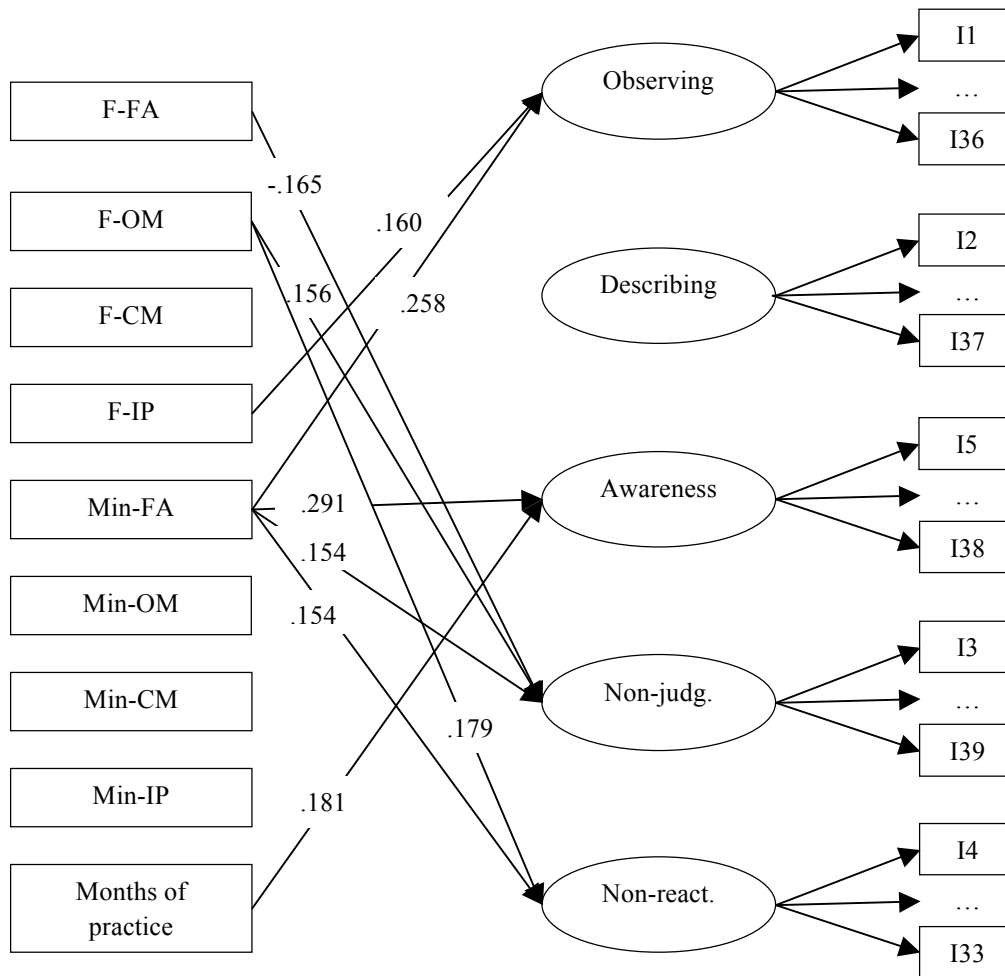 F-FA
F-OM
F-CM
F-IP
Min-FA
Min-OM
Min-CM
Min-IP
Months of
practice
-.165
.160
.156
.258
.291
.154
.154
.179
.181
Observing
Describing
Awareness
Non-judg.
Non-react.
I1
…
I36
I2
…
I37
I5
…
I38
I3
…
I39
I4
…
I33